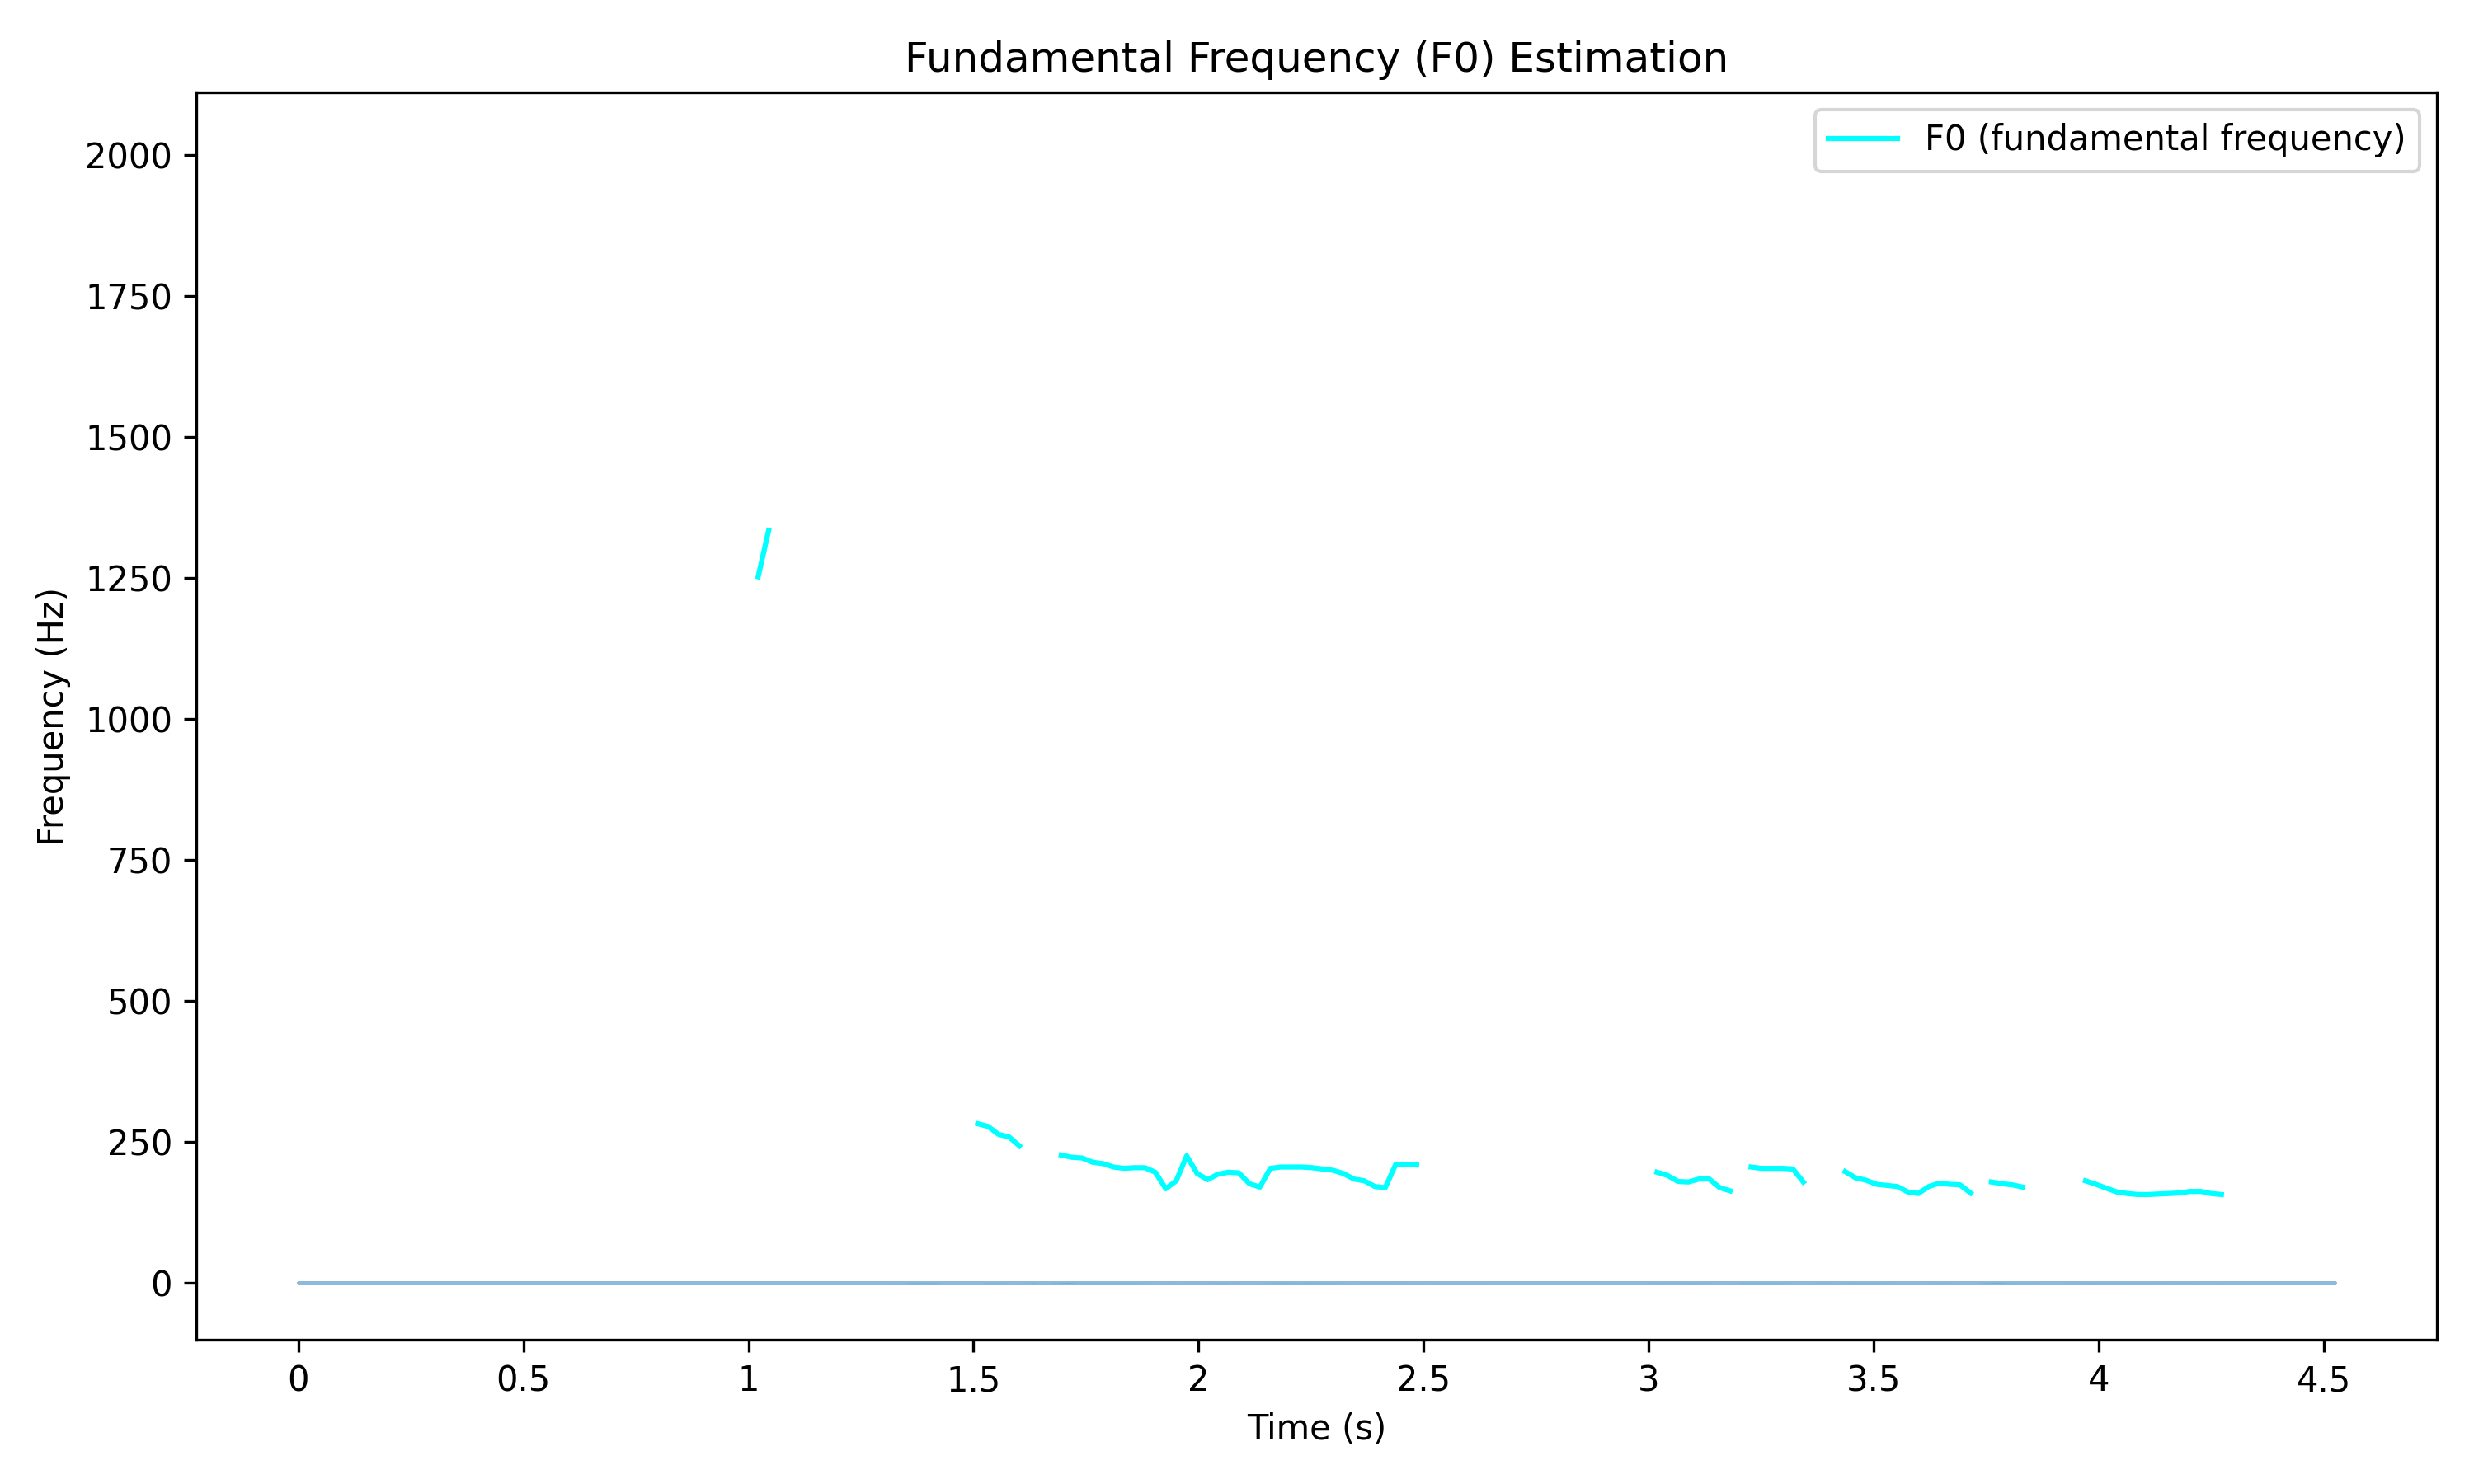 Fundamental Frequency (F0) Estimation
F0 (fundamental frequency)
Frequency (Hz)
2000
1750
1500
1250
1000
750
500
250
0
0 0.5 1 1.5 2 2.5 3 3.5 4 4.5
Time (s)